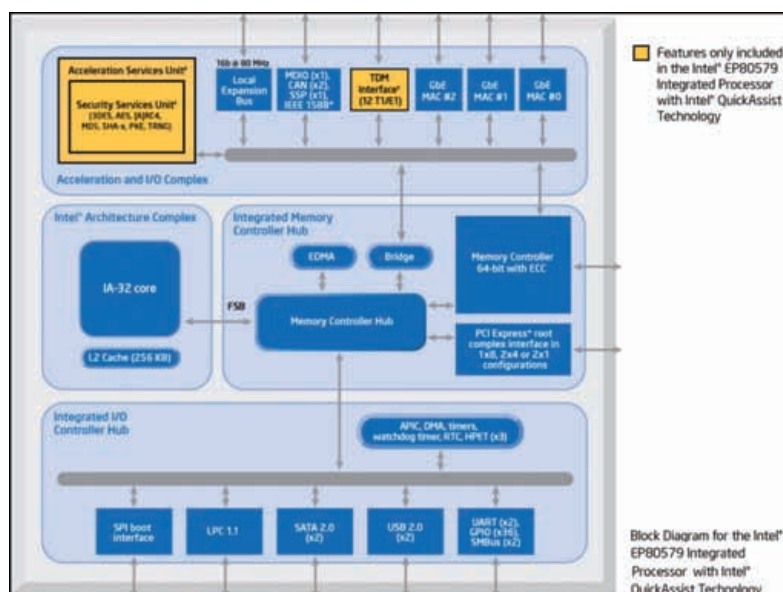 Acceleration Services Unit*
Security Services Unit*
(3DES, AES, (A)RC4,
MD5, SHA-x, PKE, TRNG)
16b @ 80 MHz
Local
Expansion
Bus
MDIO (x1),
CAN (x2),
SSP (x1),
IEEE 1588*
TDM
Interface*
(12 T1/E1)
GbE
MAC #2
GbE
MAC #1
GbE
MAC #0
Acceleration and I/O Complex
Features only included
in the Intel® EP80579
Integrated Processor
with Intel® QuickAssist
Technology
Intel® Architecture Complex
IA-32 core
L2 Cache (256 KB)
FSB
Integrated Memory
Controller Hub
EDMA
Bridge
Memory Controller Hub
Memory Controller
64-bit with ECC
PCI Express* root
complex interface in
1x8, 2x4 or 2x1
configurations
Integrated I/O
Controller Hub
APIC, DMA, timers,
watchdog timer, RTC, HPET (x3)
SPI boot
interface
LPC 1.1
SATA 2.0
(x2)
USB 2.0
(x2)
UART (x2),
GPIO (x36),
SMBus (x2)
Block Diagram for the Intel®
EP80579 Integrated
Processor with Intel®
QuickAssist Technology